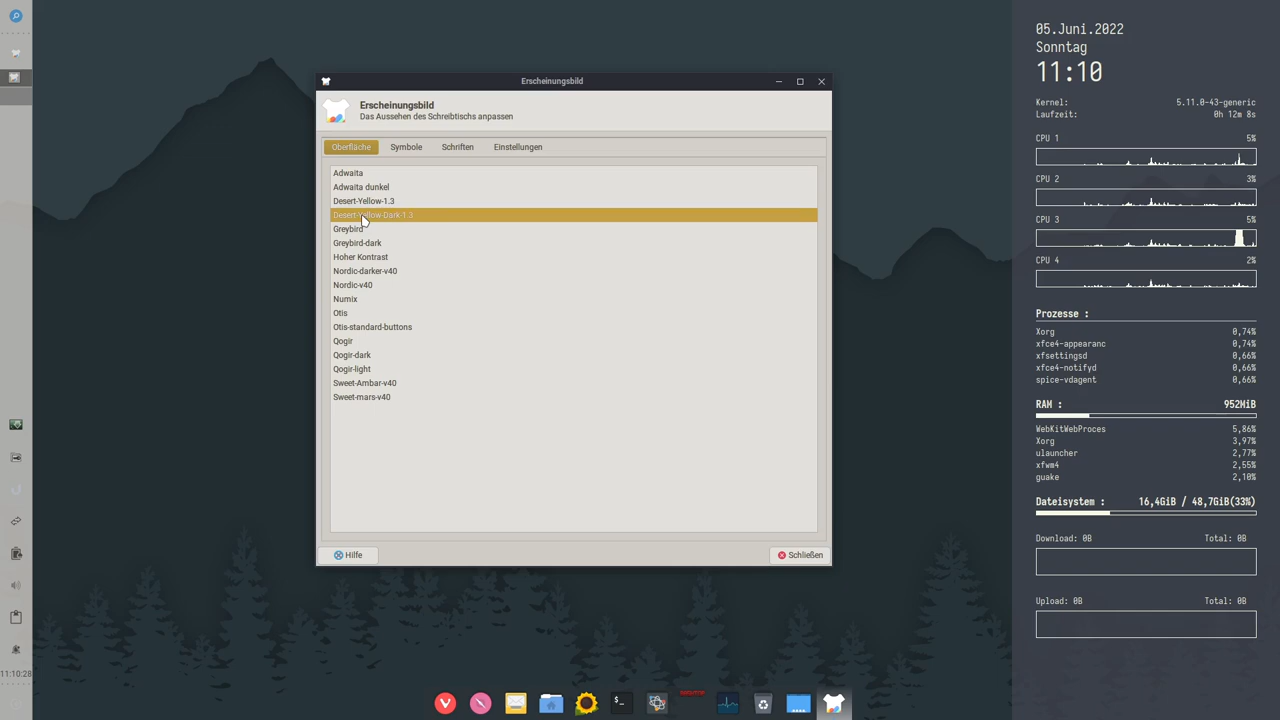 05.Juni.2022
Sonntag
11:10
Kernel: 5.11.0-43-generic
Laufzeit: 0h 12m 8s
CPU 1 5%
CPU 2 3%
CPU 3 5%
CPU 4 2%
Prozesse :
Xorg 0,74%
xfce4-appearanc 0,74%
xfsettingsd 0,66%
xfce4-notifyd 0,66%
spice-vdagent 0,66%
RAM : 952MiB
WebKitWebProces 5,86%
Xorg 3,97%
ulauncher 2,77%
xfwm4 2,55%
guake 2,10%
Dateisystem : 16,4GiB / 48,7GiB(33%)
Download: 0B Total: 0B
Upload: 0B Total: 0B
Erscheinungsbild
Erscheinungsbild
Das Aussehen des Schreibtischs anpassen
Oberfläche Symbole Schriften Einstellungen
Adwaita
Adwaita dunkel
Desert-Yellow-1.3
Desert-Yellow-Dark-1.3
Greybird
Greybird-dark
Hoher Kontrast
Nordic-darker-v40
Nordic-v40
Numix
Otis
Otis-standard-buttons
Qogir
Qogir-dark
Qogir-light
Sweet-Ambar-v40
Sweet-mars-v40
Hilfe Schließen
11:10:28